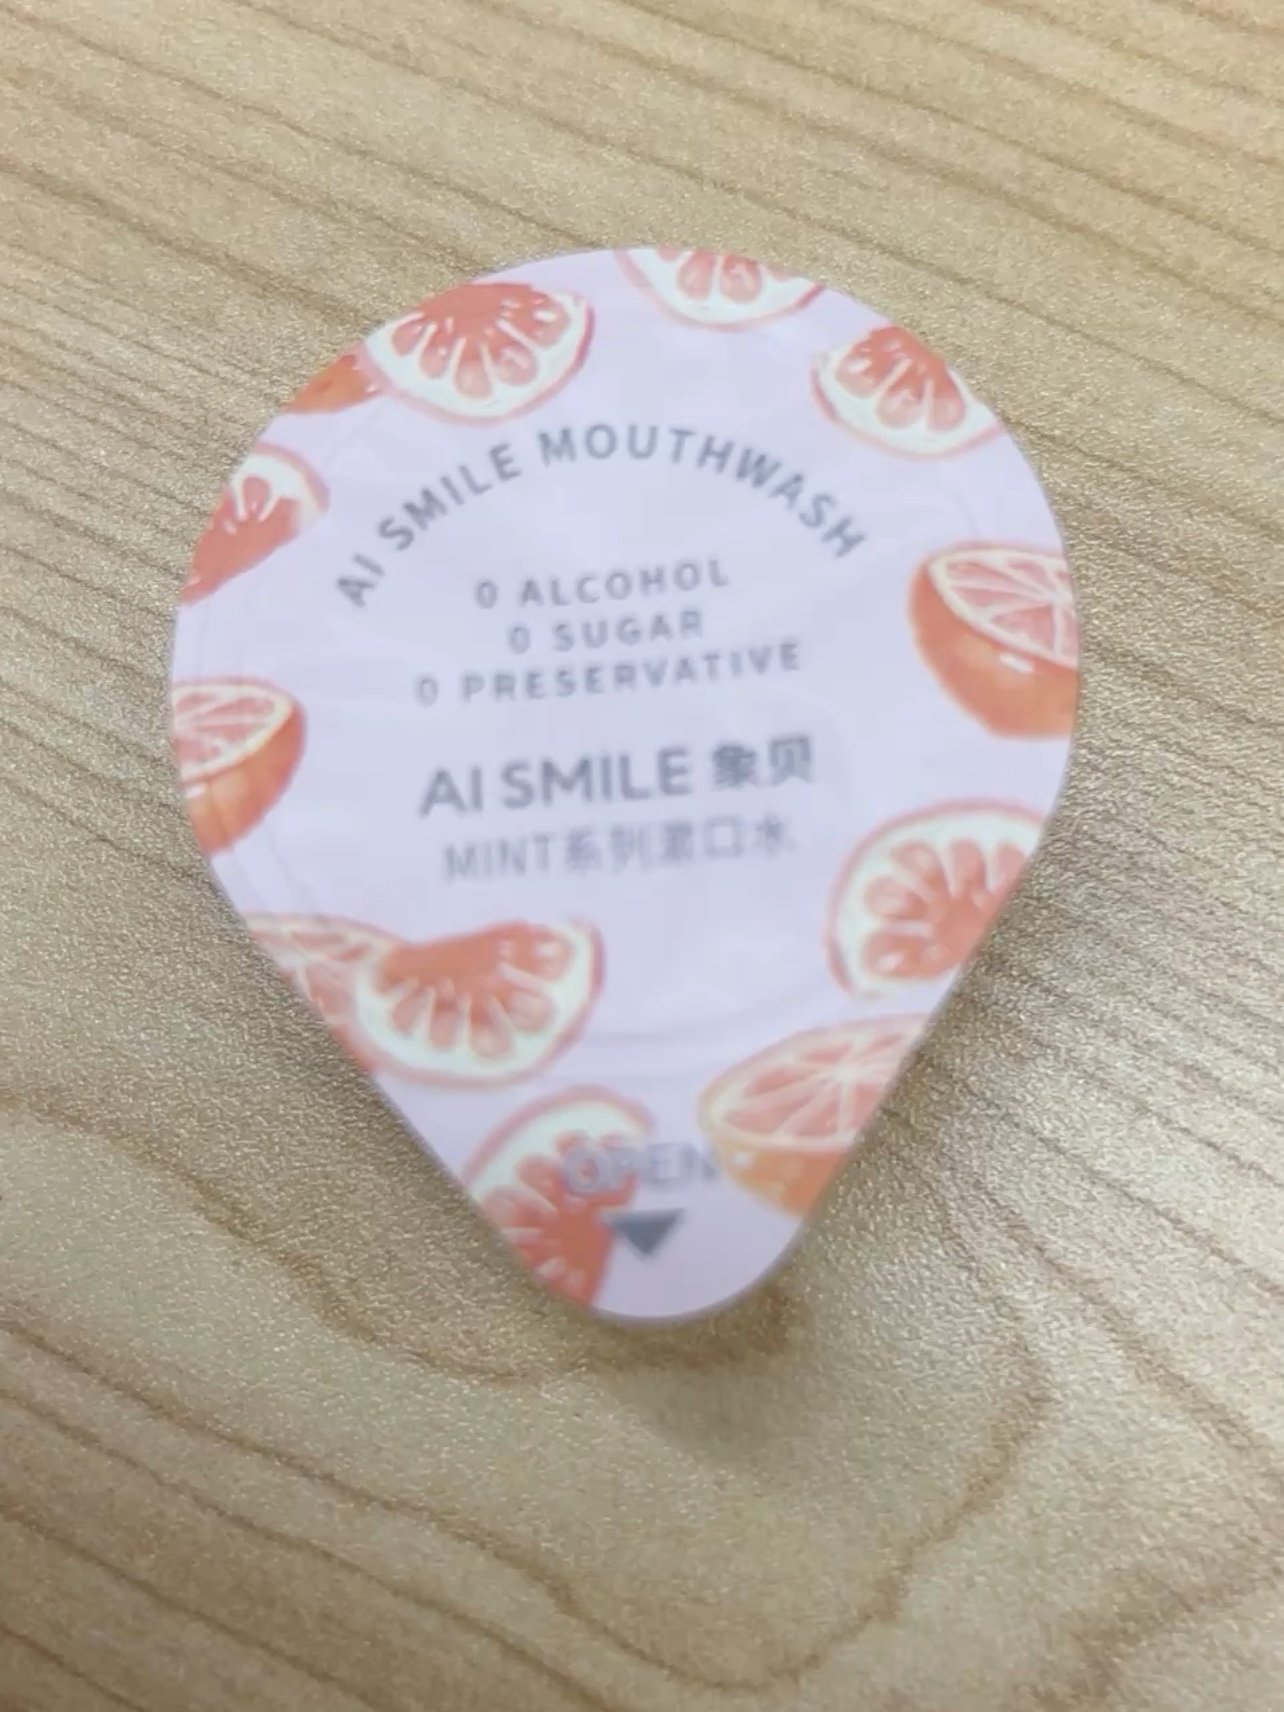 AI SMILE MOUTHWASH
0 ALCOHOL
0 SUGAR
0 PRESERVATIVE
AI SMILE 象贝
MINT系列漱口水
OPEN